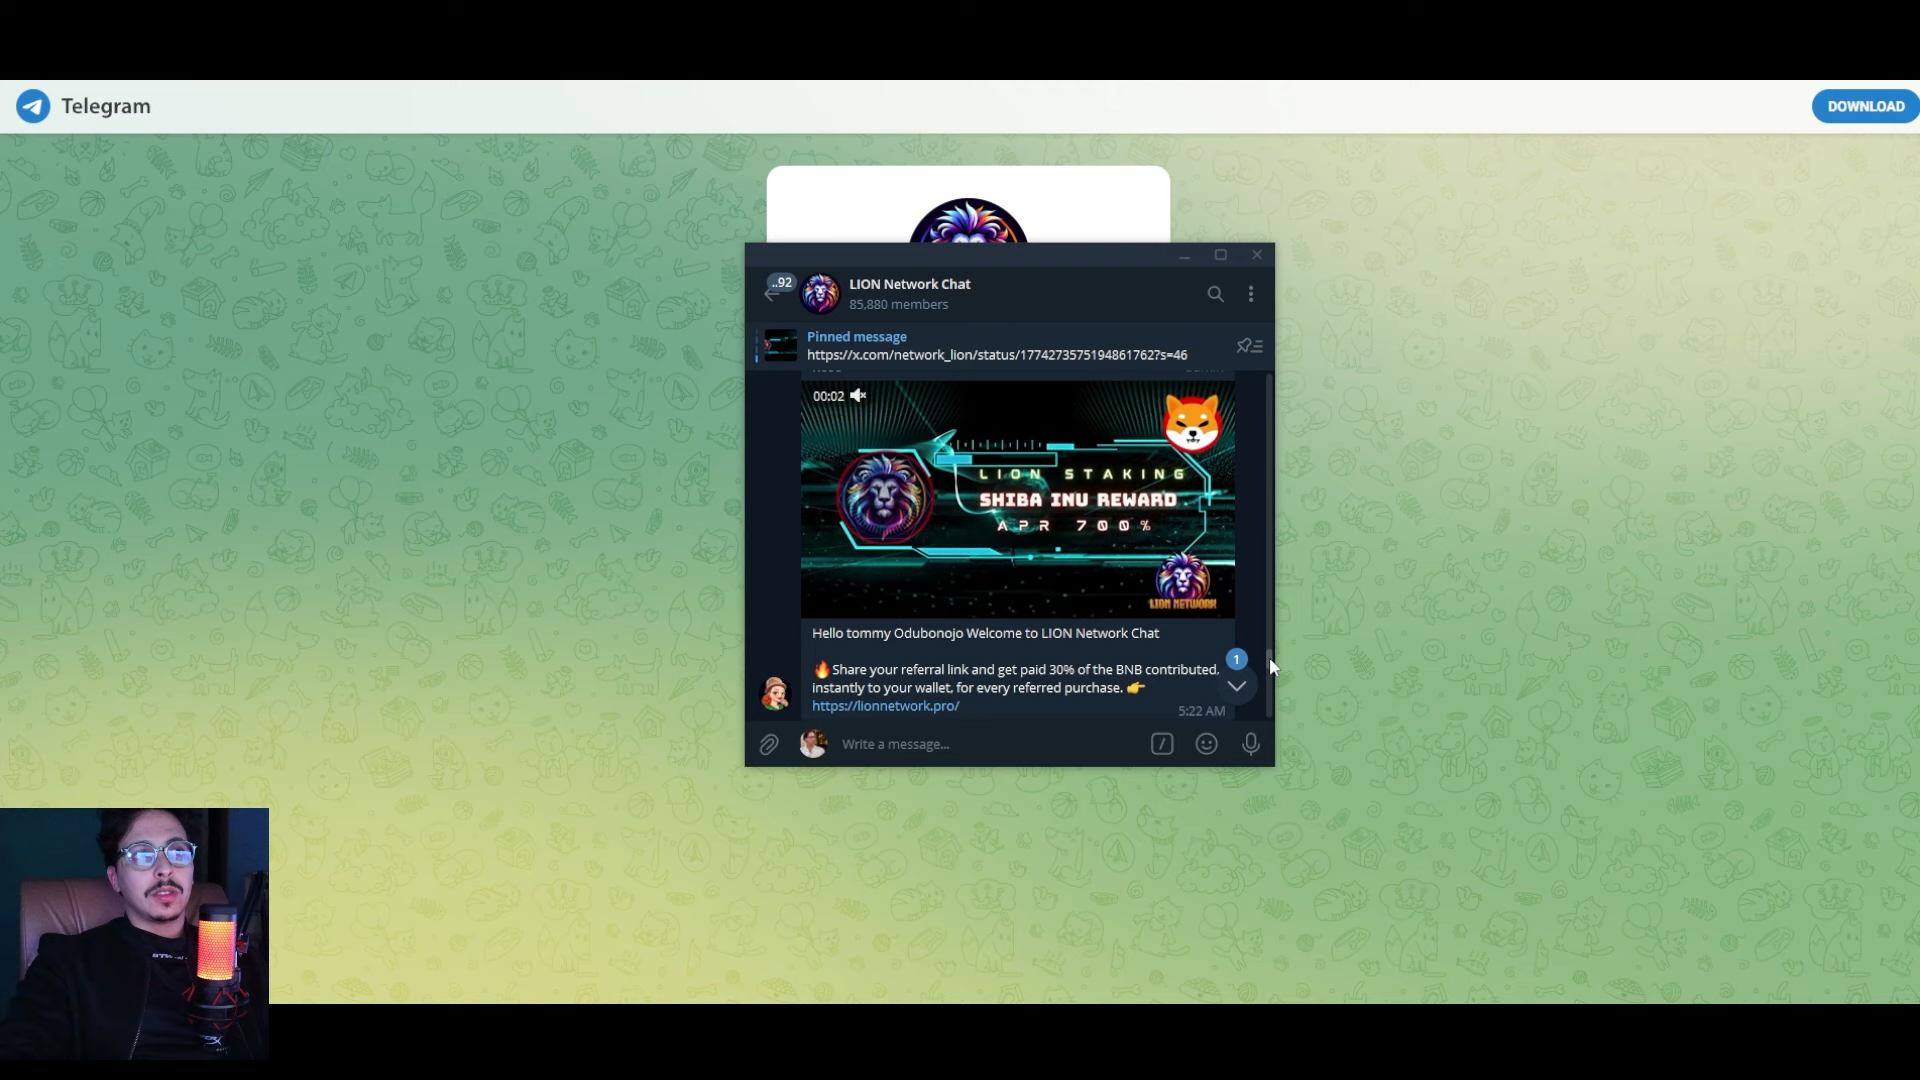 Telegram
DOWNLOAD
..92
LION Network Chat
85,880 members
Pinned message
https://x.com/network_lion/status/1774273575194861762?s=46
00:02
LION STAKING
SHIBA INU REWARD
APR 700%
LION NETWORK
Hello tommy Odubonojo Welcome to LION Network Chat
🔥Share your referral link and get paid 30% of the BNB contributed,
instantly to your wallet, for every referred purchase. 👉
https://lionnetwork.pro/
1
5:22 AM
Write a message...